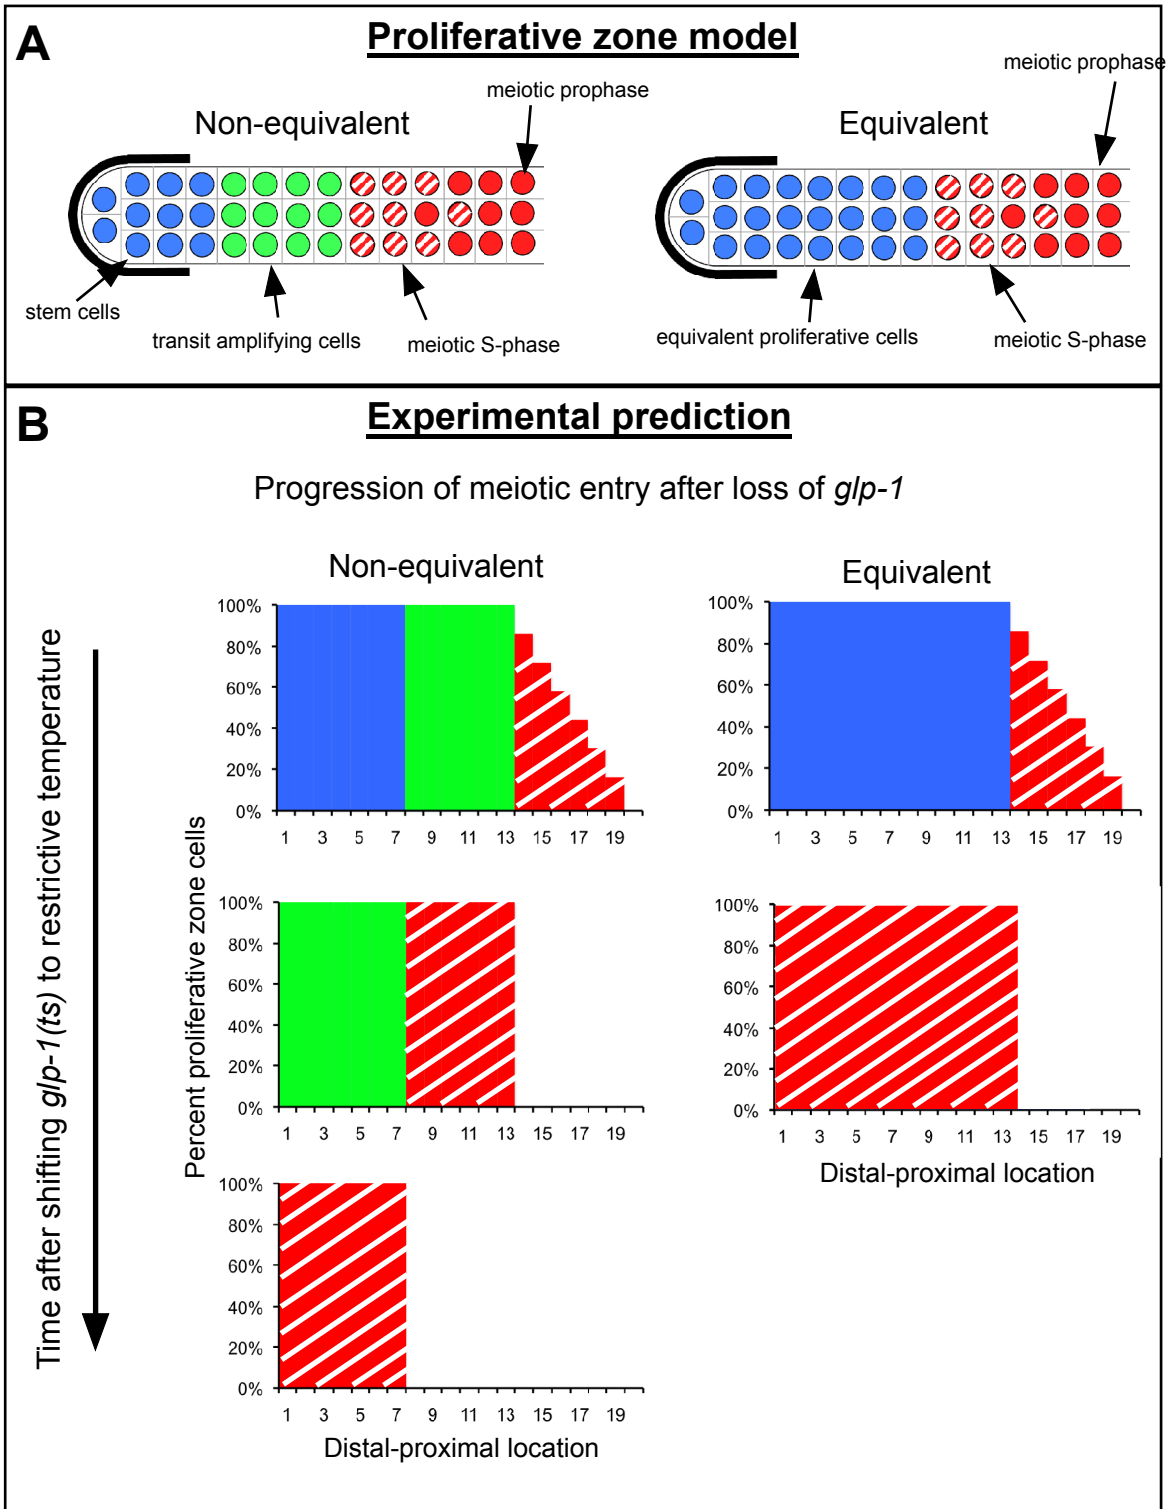 A
Proliferative zone model
meiotic prophase
meiotic prophase
Non-equivalent
Equivalent
stem cells
transit amplifying cells
meiotic S-phase
equivalent proliferative cells
meiotic S-phase
B
Experimental prediction
Progression of meiotic entry after loss of glp-1
Time after shifting glp-1(ts) to restrictive temperature
Percent proliferative zone cells
Non-equivalent
100%
80%
60%
40%
20%
0%
1 3 5 7 9 11 13 15 17 19
Equivalent
100%
80%
60%
40%
20%
0%
1 3 5 7 9 11 13 15 17 19
100%
80%
60%
40%
20%
0%
1 3 5 7 9 11 13 15 17 19
100%
80%
60%
40%
20%
0%
1 3 5 7 9 11 13 15 17 19
Distal-proximal location
100%
80%
60%
40%
20%
0%
1 3 5 7 9 11 13 15 17 19
Distal-proximal location